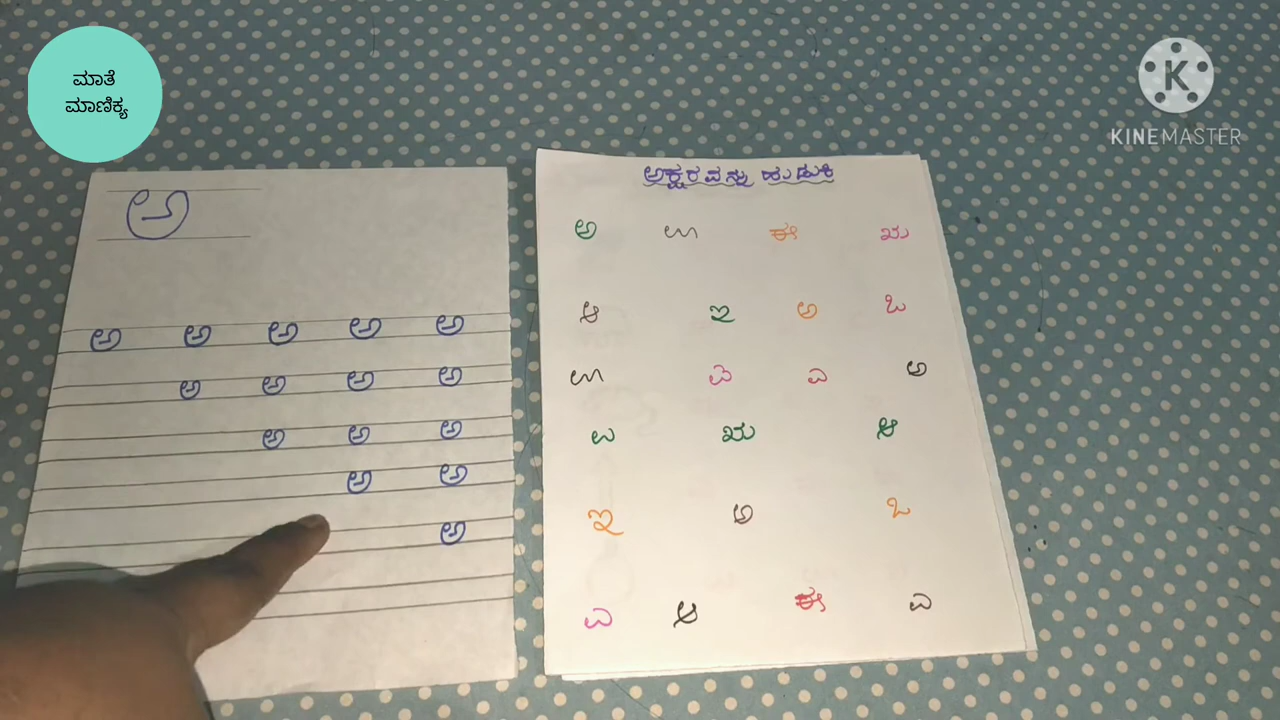 ಮಾತೆ
ಮಾಣಿಕ್ಯ
KINEMASTER
ಅ
ಅ ಅ ಅ ಅ ಅ
ಅ ಅ ಅ ಅ
ಅ ಅ ಅ
ಅ ಅ
ಅ
ಅಕ್ಷರವನ್ನು ಹುಡುಕಿ
ಅ ಉ ಈ ಋ
ಆ ಇ ಅ ಒ
ಉ ಏ ಎ ಅ
ಎ ಋ ಆ
ಇ ಅ ಒ
ಎ ಆ ಈ ಎ